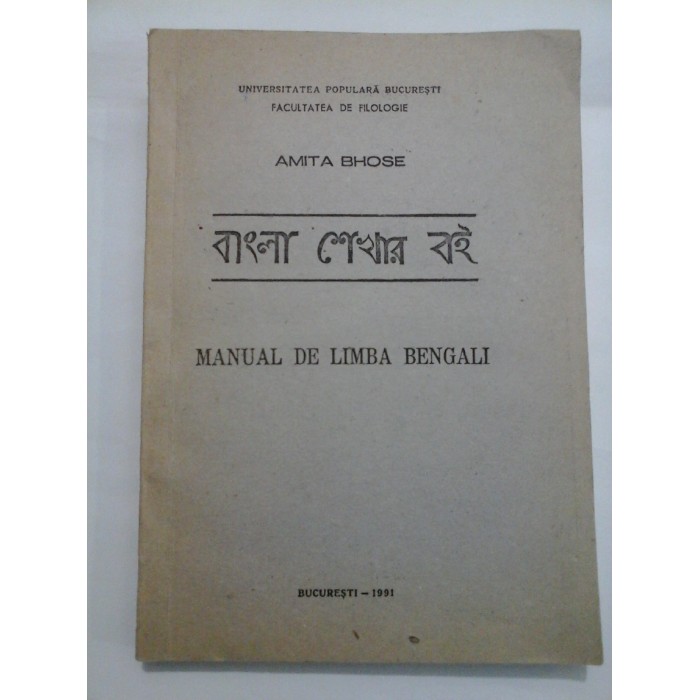 UNIVERSITATEA POPULARĂ BUCUREŞTI
FACULTATEA DE FILOLOGIE
AMITA BHOSE
বাংলা শেখার বই
MANUAL DE LIMBA BENGALI
BUCUREŞTI – 1991